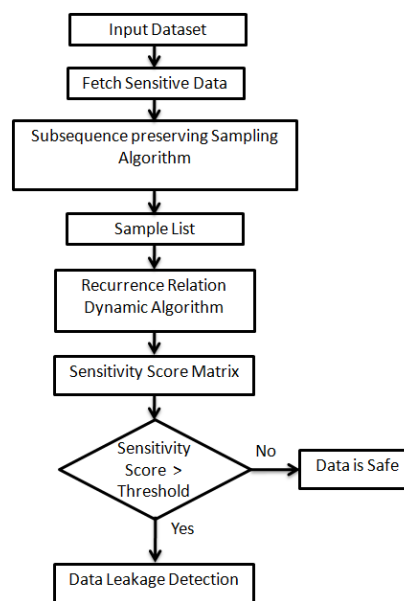 Input Dataset
Fetch Sensitive Data
Subsequence preserving Sampling
Algorithm
Sample List
Recurrence Relation
Dynamic Algorithm
Sensitivity Score Matrix
Sensitivity
Score >
Threshold
No
Data is Safe
Yes
Data Leakage Detection